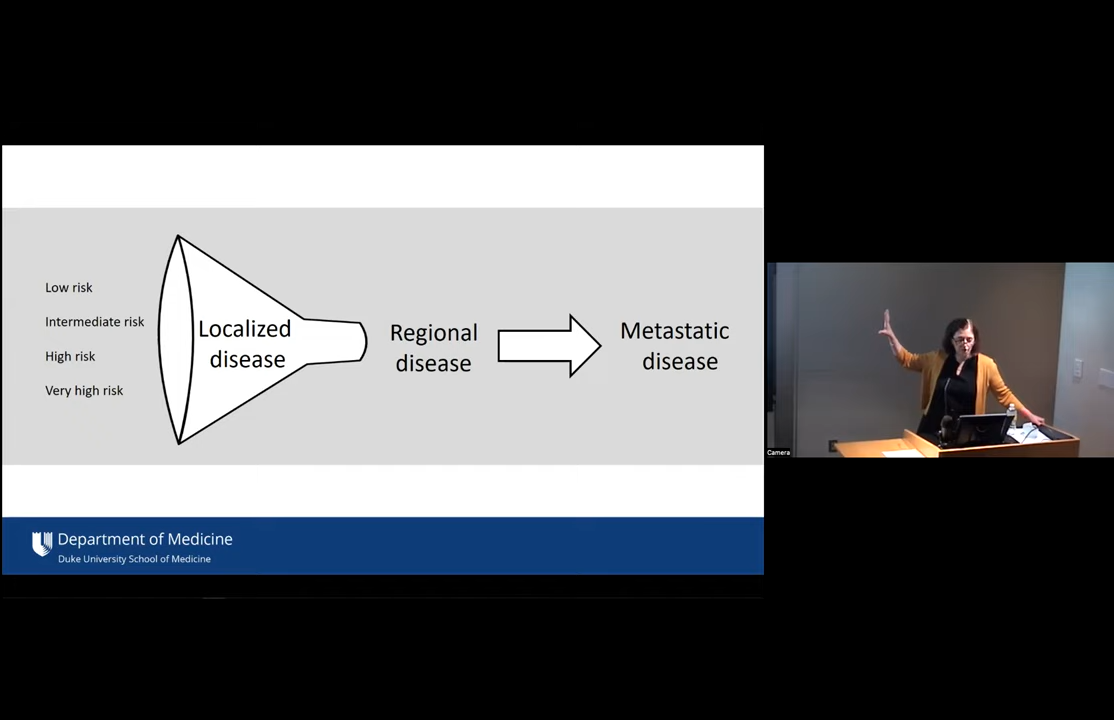 Low risk
Intermediate risk
High risk
Very high risk
Localized
disease
Regional
disease
Metastatic
disease
Department of Medicine
Duke University School of Medicine
Camera